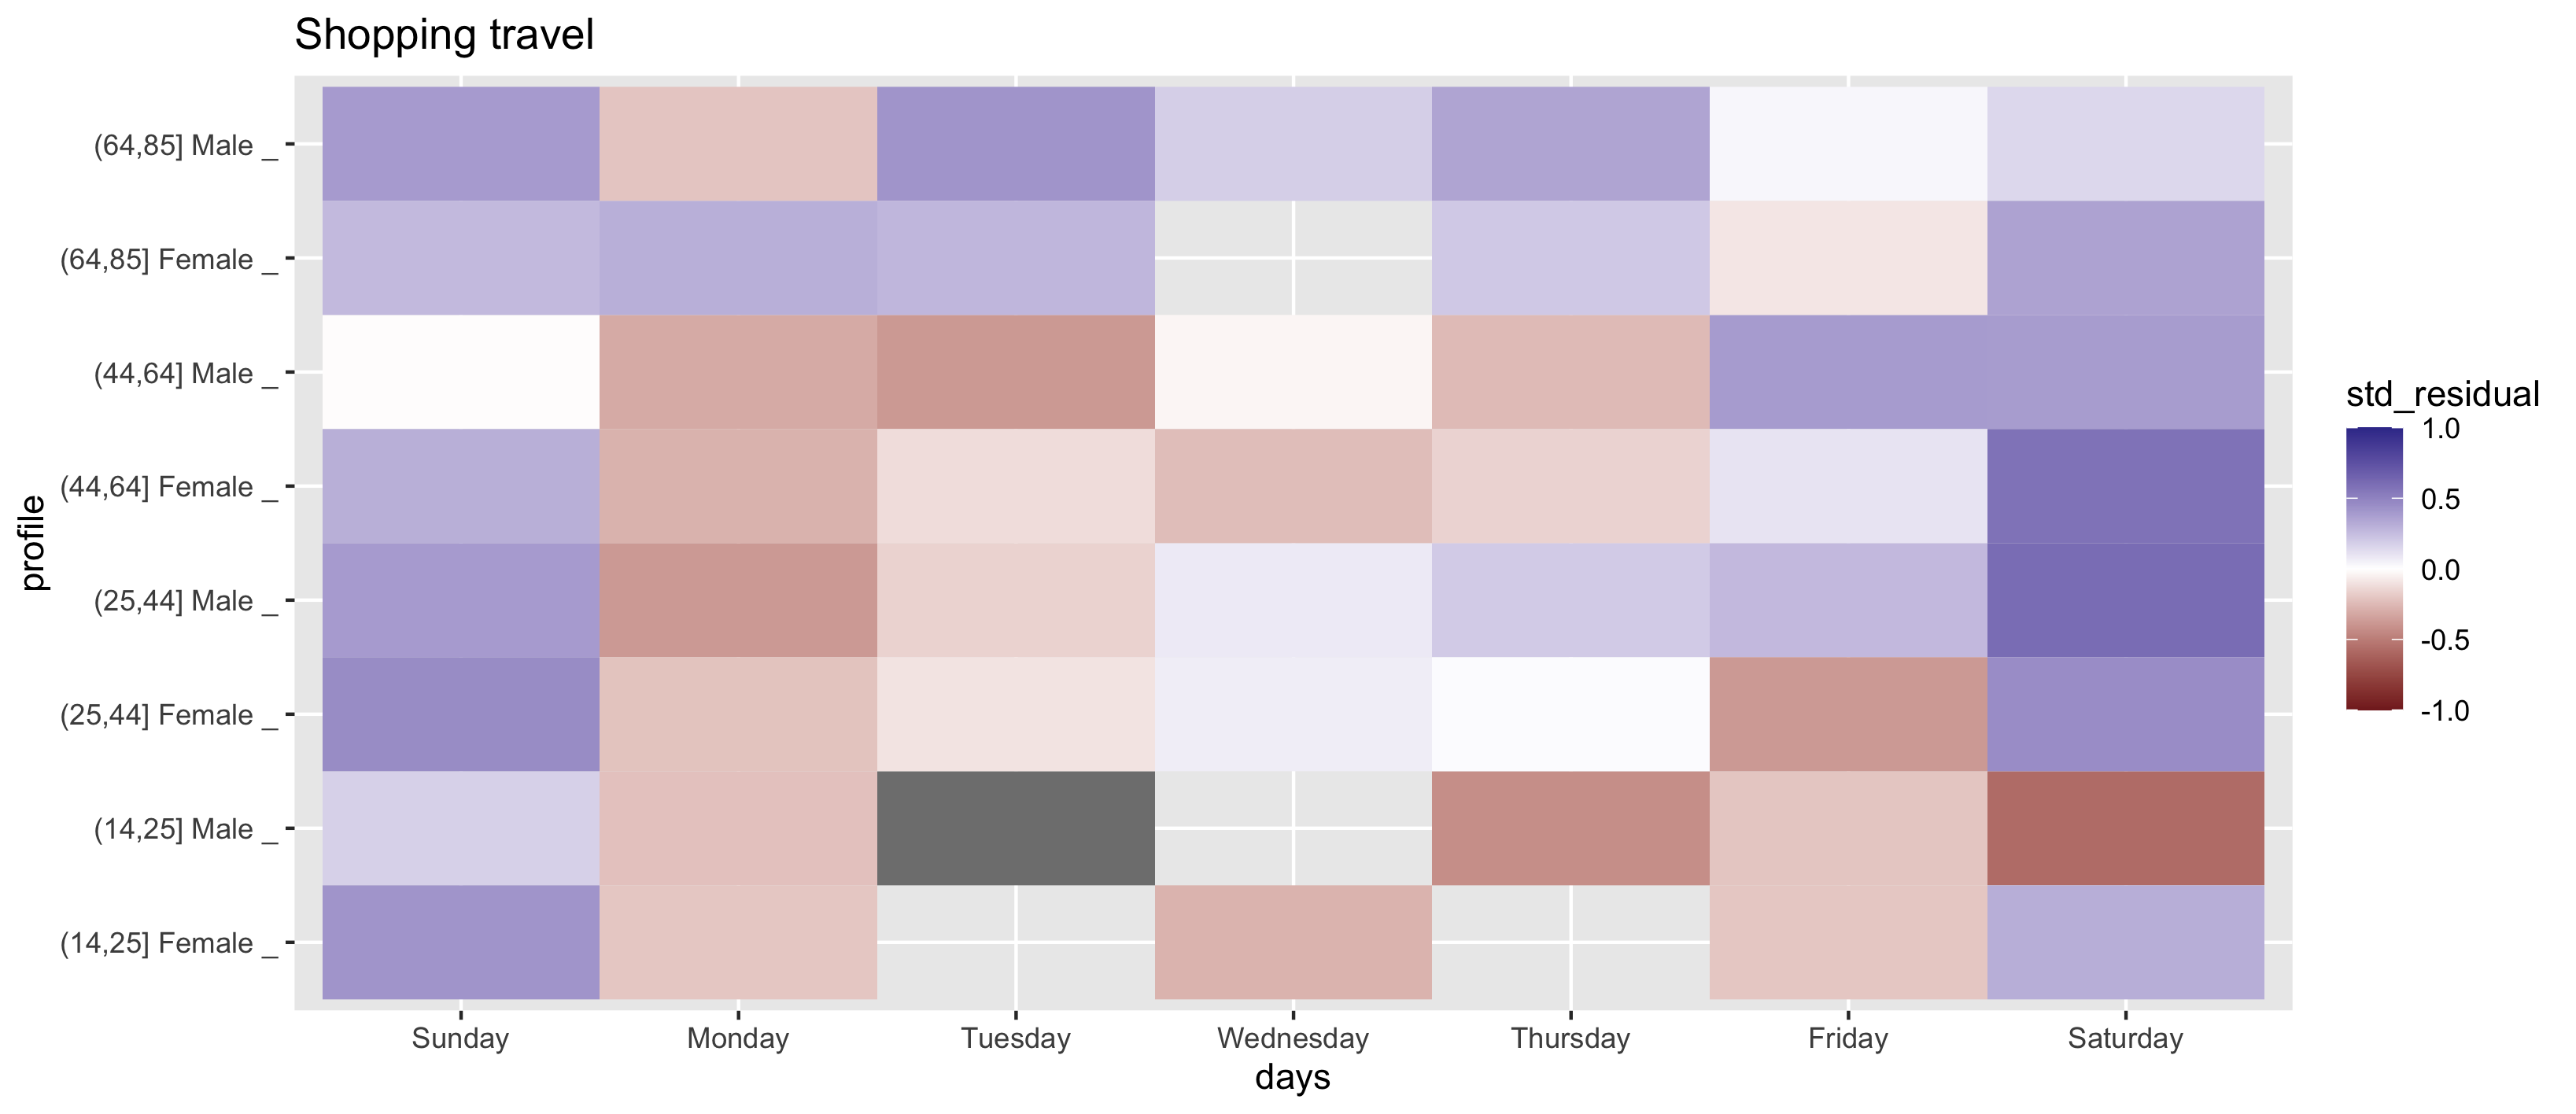 Shopping travel
profile
(64,85] Male _
(64,85] Female _
(44,64] Male _
(44,64] Female _
(25,44] Male _
(25,44] Female _
(14,25] Male _
(14,25] Female _
Sunday Monday Tuesday Wednesday Thursday Friday Saturday
days
std_residual
1.0
0.5
0.0
-0.5
-1.0